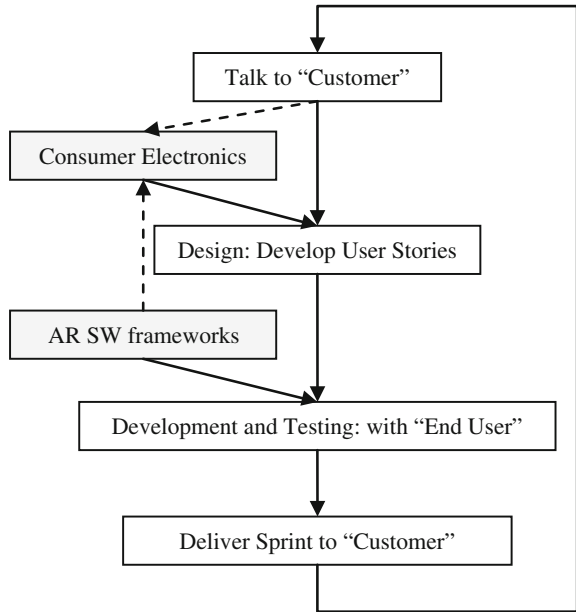 Talk to “Customer”
Consumer Electronics
Design: Develop User Stories
AR SW frameworks
Development and Testing: with “End User”
Deliver Sprint to “Customer”